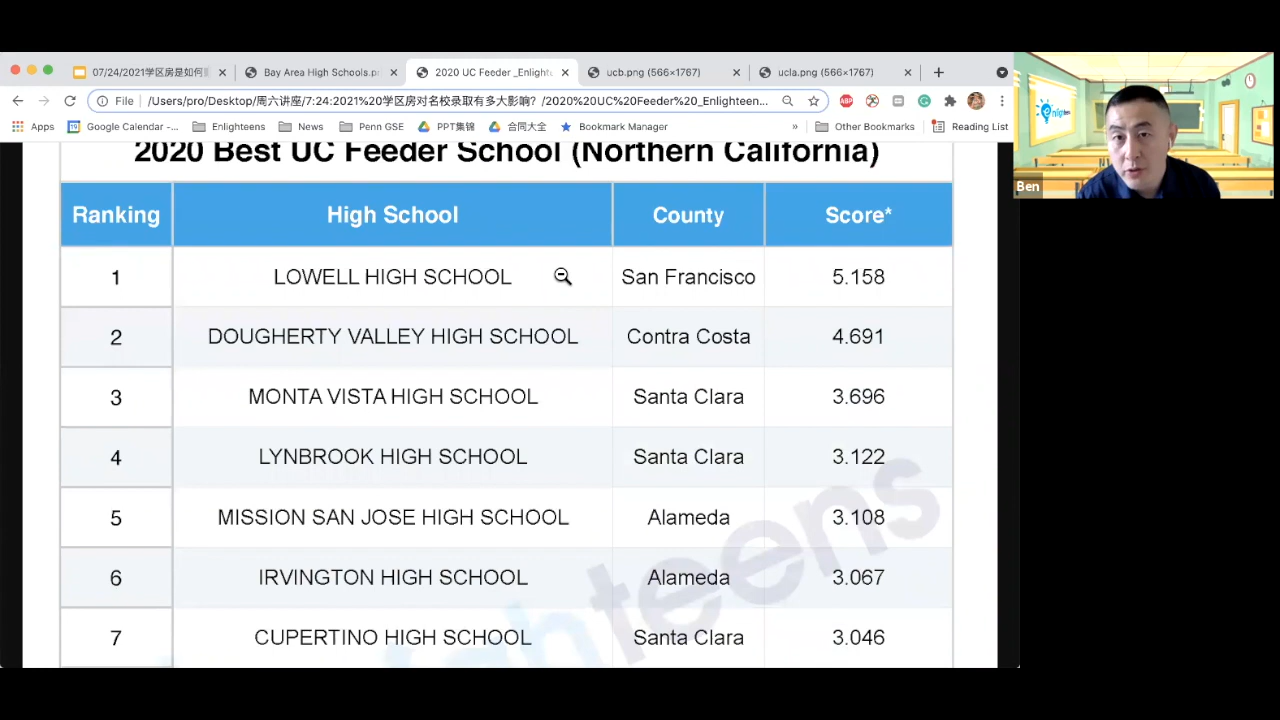 07/24/2021学区房是如何
Bay Area High Schools.p
2020 UC Feeder _Enlight
ucb.png (566×1767)
ucla.png (566×1767)
File
/Users/pro/Desktop/周六讲座/7:24:2021%20学区房对名校录取有多大影响？/2020%20UC%20Feeder%20_Enlighteen...
Apps
Google Calendar -...
Enlighteens
News
Penn GSE
PPT集锦
合同大全
Bookmark Manager
»
Other Bookmarks
Reading List
enlighteens
Ben
2020 Best UC Feeder School (Northern California)
Ranking High School County Score*
1 LOWELL HIGH SCHOOL San Francisco 5.158
2 DOUGHERTY VALLEY HIGH SCHOOL Contra Costa 4.691
3 MONTA VISTA HIGH SCHOOL Santa Clara 3.696
4 LYNBROOK HIGH SCHOOL Santa Clara 3.122
5 MISSION SAN JOSE HIGH SCHOOL Alameda 3.108
6 IRVINGTON HIGH SCHOOL Alameda 3.067
7 CUPERTINO HIGH SCHOOL Santa Clara 3.046
ghteens